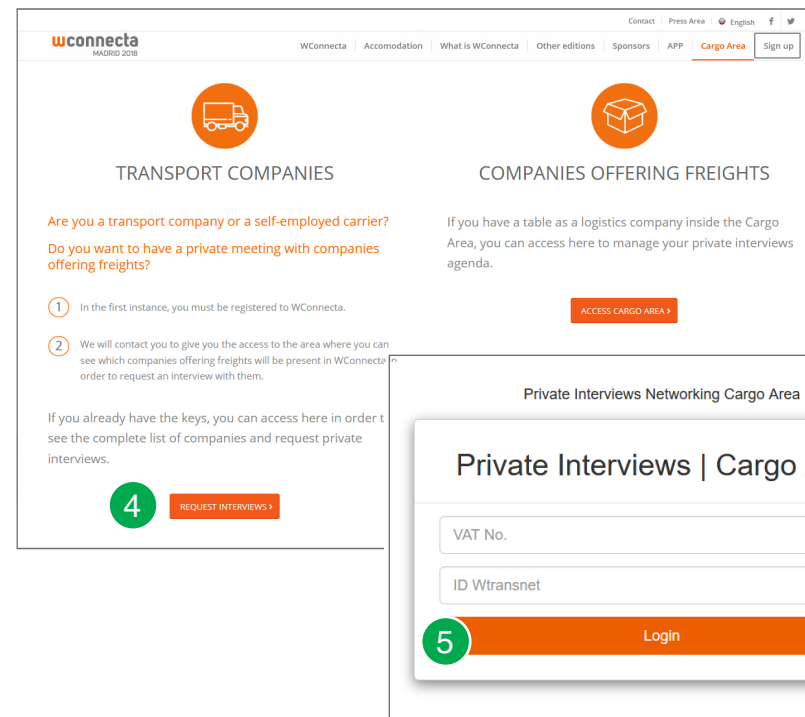 Contact Press Area English
wconnecta
MADRID 2018
WConnecta Accomodation What is WConnecta Other editions Sponsors APP Cargo Area Sign up
TRANSPORT COMPANIES
Are you a transport company or a self-employed carrier?
Do you want to have a private meeting with companies
offering freights?
1 In the first instance, you must be registered to WConnecta.
2 We will contact you to give you the access to the area where you can
see which companies offering freights will be present in WConnecta in
order to request an interview with them.
If you already have the keys, you can access here in order t
see the complete list of companies and request private
interviews.
4 REQUEST INTERVIEWS >
COMPANIES OFFERING FREIGHTS
If you have a table as a logistics company inside the Cargo
Area, you can access here to manage your private interviews
agenda.
ACCESS CARGO AREA >
Private Interviews Networking Cargo Area
Private Interviews | Cargo
VAT No.
ID Wtransnet
5 Login